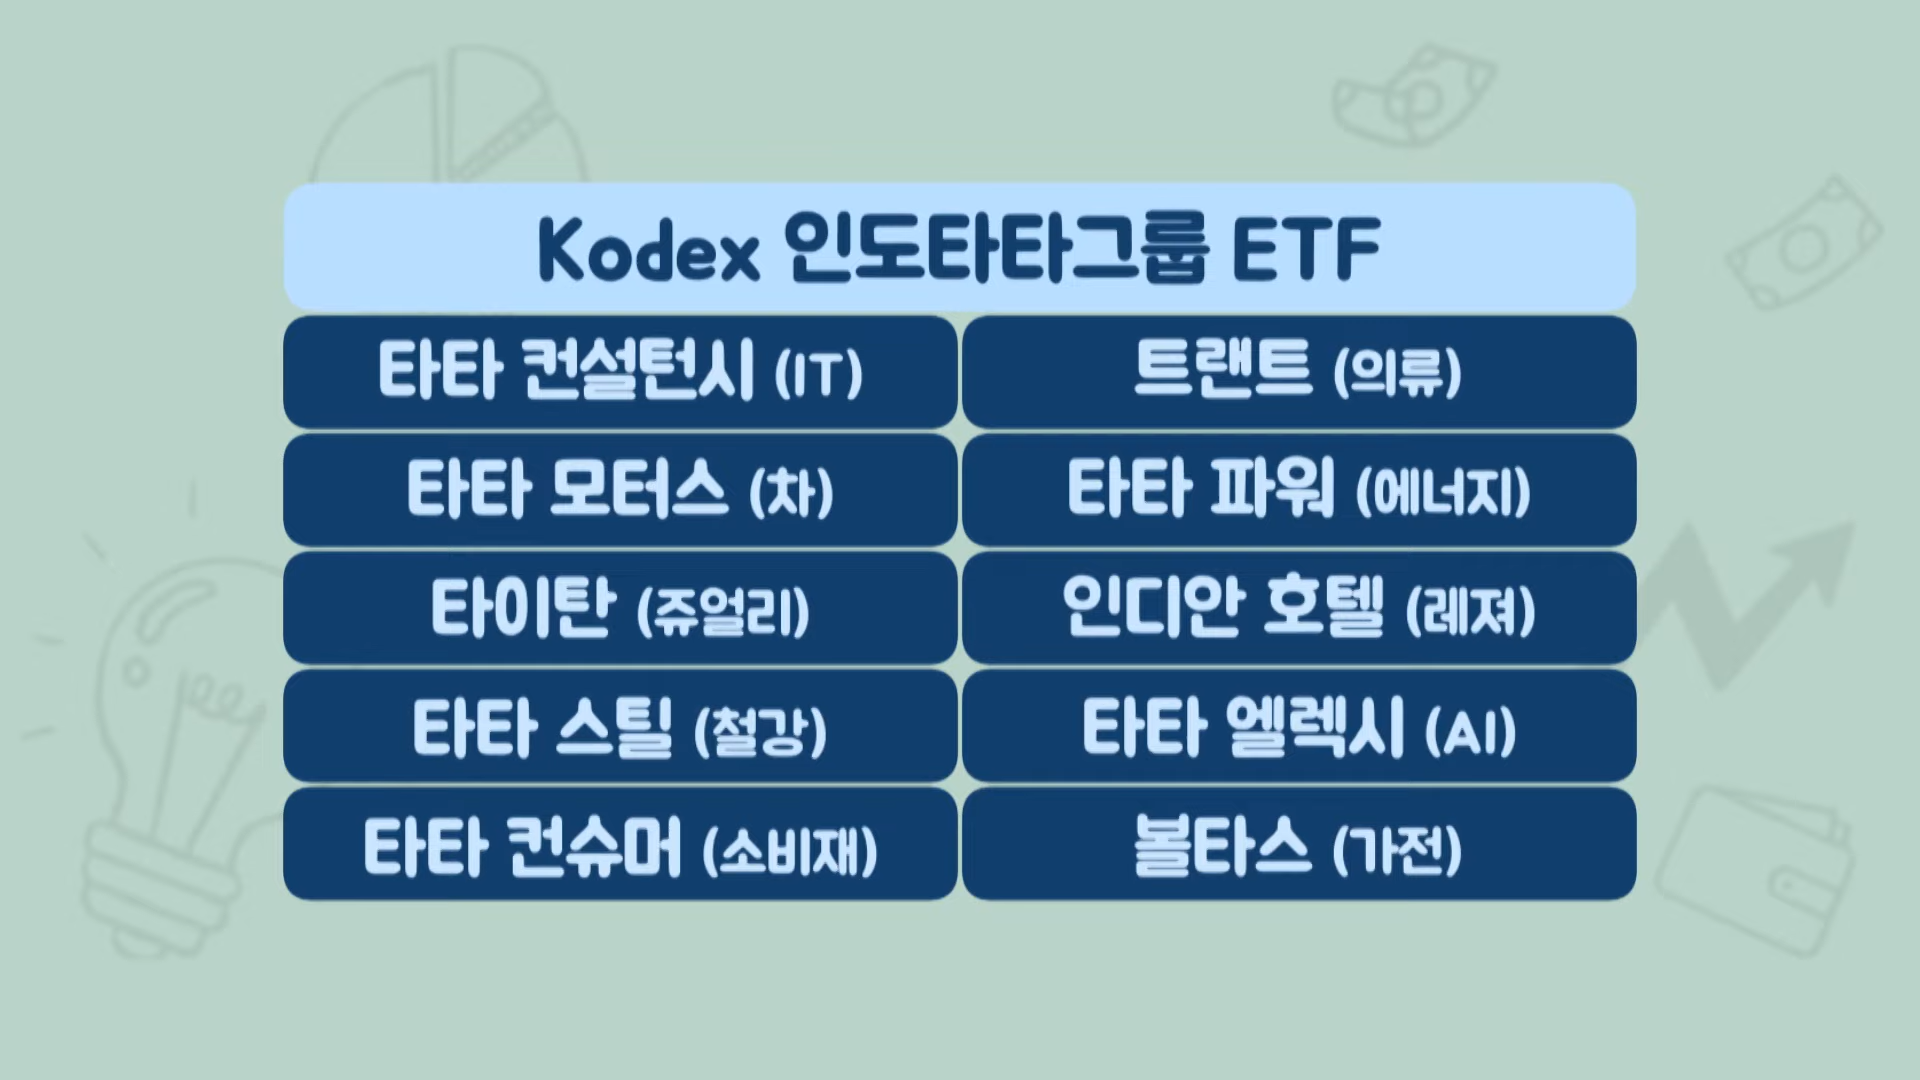 Kodex 인도타타그룹 ETF
타타 컨설턴시 (IT)
트랜트 (의류)
타타 모터스 (차)
타타 파워 (에너지)
타이탄 (쥬얼리)
인디안 호텔 (레져)
타타 스틸 (철강)
타타 엘렉시 (AI)
타타 컨슈머 (소비재)
볼타스 (가전)